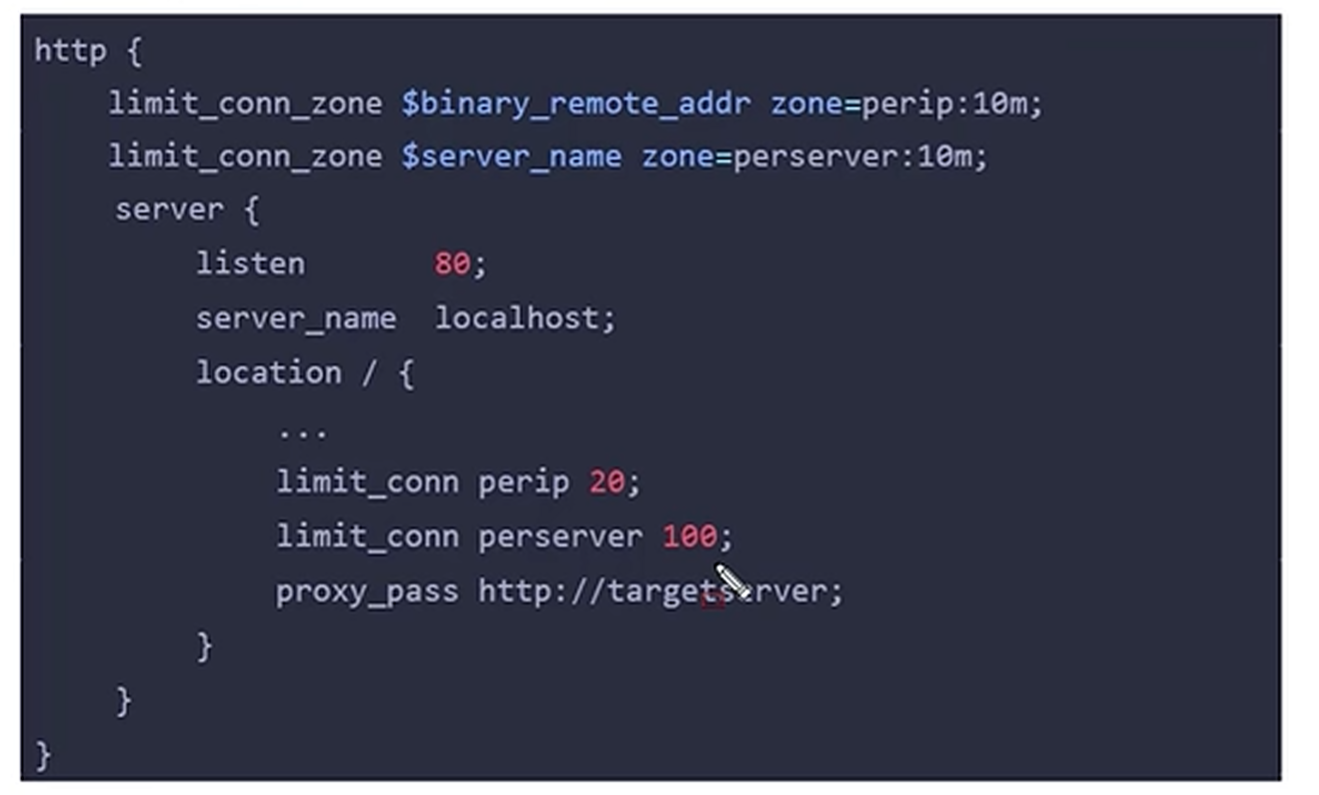 http {
limit_conn_zone $binary_remote_addr zone=perip:10m;
limit_conn_zone $server_name zone=perserver:10m;
server {
listen 80;
server_name localhost;
location / {
...
limit_conn perip 20;
limit_conn perserver 100;
proxy_pass http://targetserver;
}
}
}